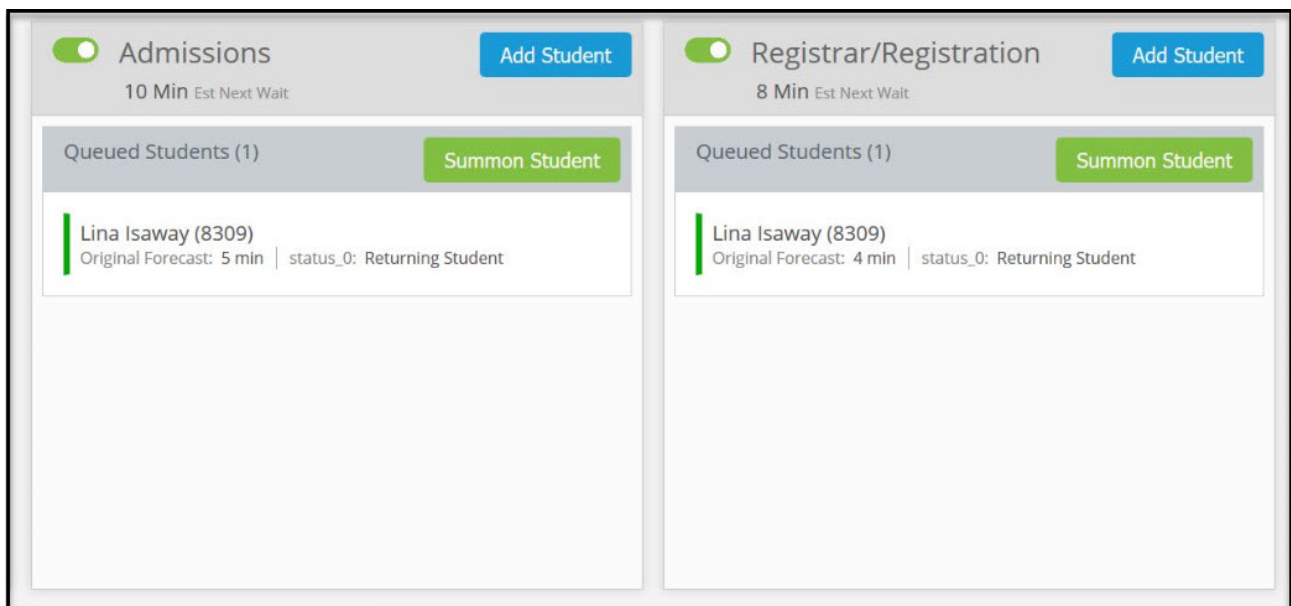 Admissions
Add Student
10 Min Est Next Wait
Queued Students (1)
Summon Student
Lina Isaway (8309)
Original Forecast: 5 min | status_0: Returning Student
Registrar/Registration
Add Student
8 Min Est Next Wait
Queued Students (1)
Summon Student
Lina Isaway (8309)
Original Forecast: 4 min | status_0: Returning Student